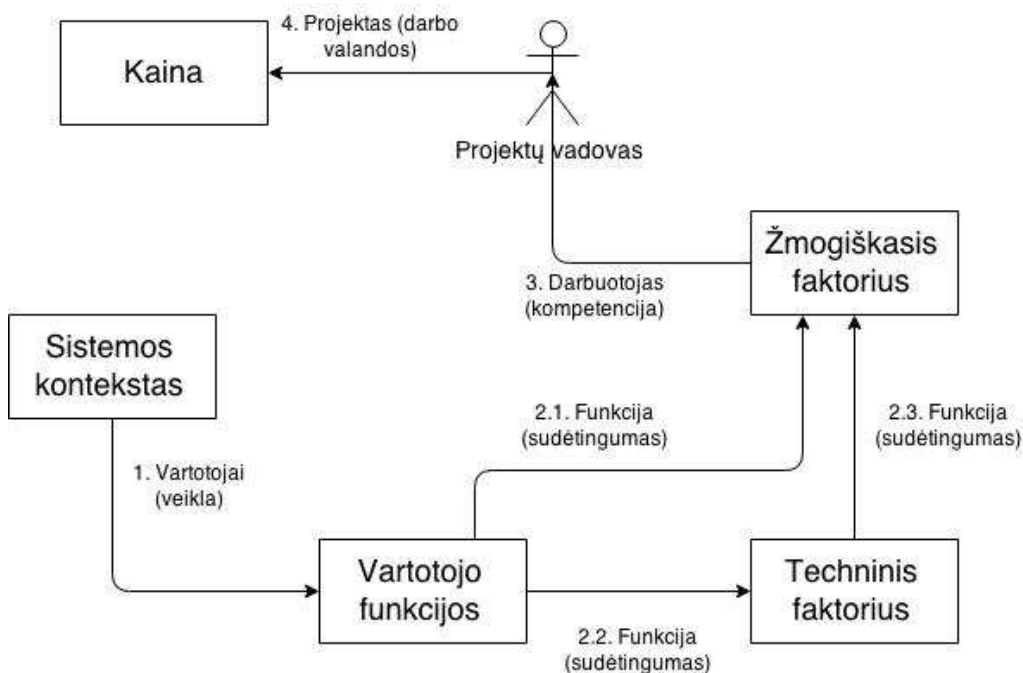 4. Projektas (darbo
valandos)
Kaina
Projektų vadovas
Žmogiškasis
faktorius
3. Darbuotojas
(kompetencija)
Sistemos
kontekstas
2.1. Funkcija
(sudėtingumas)
2.3. Funkcija
(sudėtingumas)
1. Vartotojai
(veikla)
Vartotojo
funkcijos
Techninis
faktorius
2.2. Funkcija
(sudėtingumas)